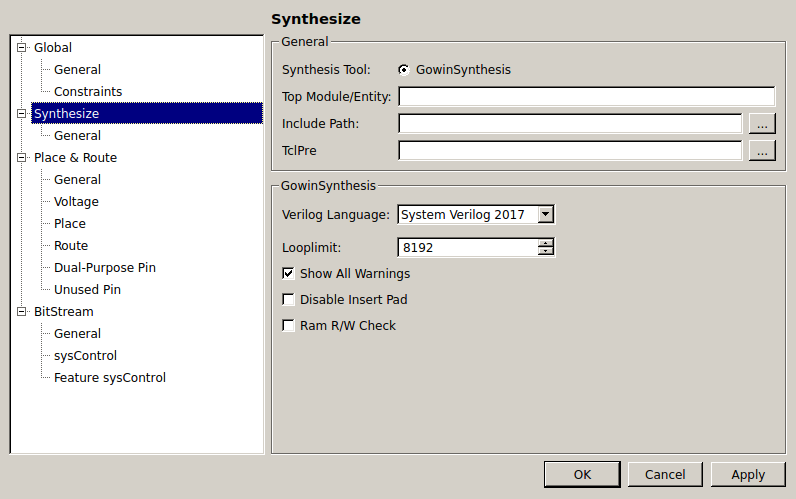 Synthesize
Global
General
Constraints
Synthesize
General
Place & Route
General
Voltage
Place
Route
Dual-Purpose Pin
Unused Pin
BitStream
General
sysControl
Feature sysControl
General
Synthesis Tool: GowinSynthesis
Top Module/Entity:
Include Path: ...
TclPre ...
GowinSynthesis
Verilog Language: System Verilog 2017
Looplimit: 8192
Show All Warnings
Disable Insert Pad
Ram R/W Check
OK Cancel Apply